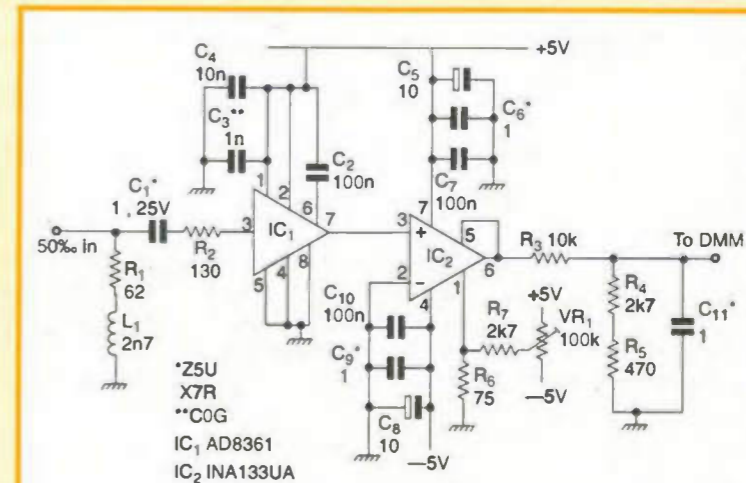 +5V
C4
10n
C3**
1n
C2
100n
C5
10
C6*
1
C7
100n
C1*
1, 25V
50‰ in
R1
62
L1
2n7
R2
130
1
2
6
7
3
IC1
5
4
8
7
3
+
5
IC2
6
2
−
4
1
R3 10k
To DMM
R4
2k7
C11*
1
R5
470
R7
2k7
+5V
VR1
100k
—5V
R6
75
C10
100n
C9*
1
C8
10
—5V
*Z5U
X7R
**C0G
IC1 AD8361
IC2 INA133UA